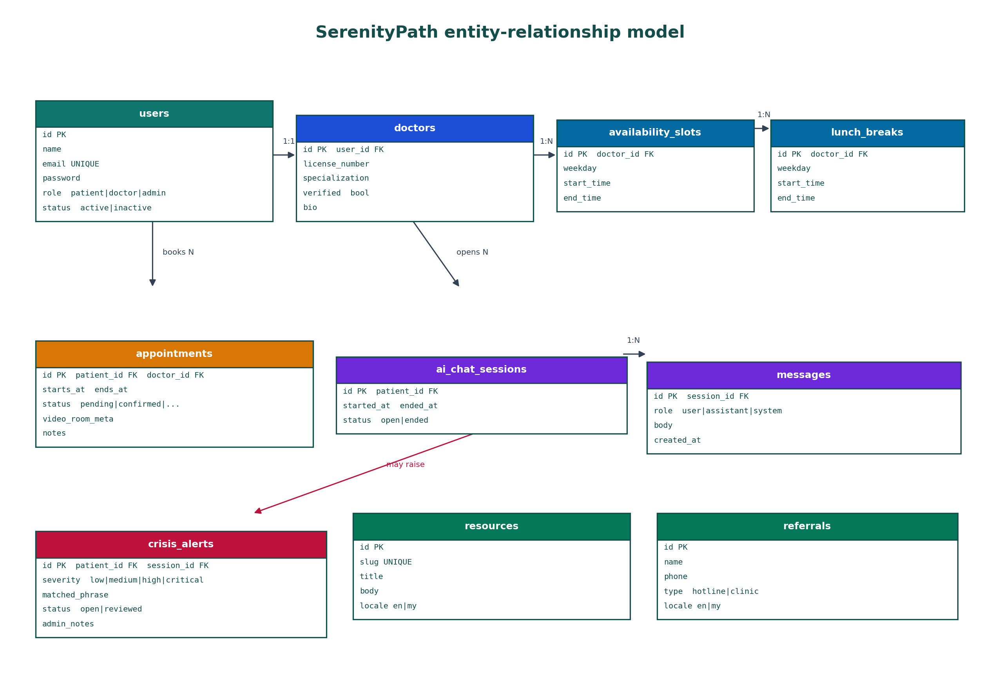 SerenityPath entity-relationship model
users
id PK
name
email UNIQUE
password
role  patient|doctor|admin
status  active|inactive
1:1
doctors
id PK  user_id FK
license_number
specialization
verified  bool
bio
1:N
availability_slots
id PK  doctor_id FK
weekday
start_time
end_time
1:N
lunch_breaks
id PK  doctor_id FK
weekday
start_time
end_time
books N
opens N
appointments
id PK  patient_id FK  doctor_id FK
starts_at  ends_at
status  pending|confirmed|...
video_room_meta
notes
ai_chat_sessions
id PK  patient_id FK
started_at  ended_at
status  open|ended
1:N
messages
id PK  session_id FK
role  user|assistant|system
body
created_at
may raise
crisis_alerts
id PK  patient_id FK  session_id FK
severity  low|medium|high|critical
matched_phrase
status  open|reviewed
admin_notes
resources
id PK
slug UNIQUE
title
body
locale en|my
referrals
id PK
name
phone
type  hotline|clinic
locale en|my